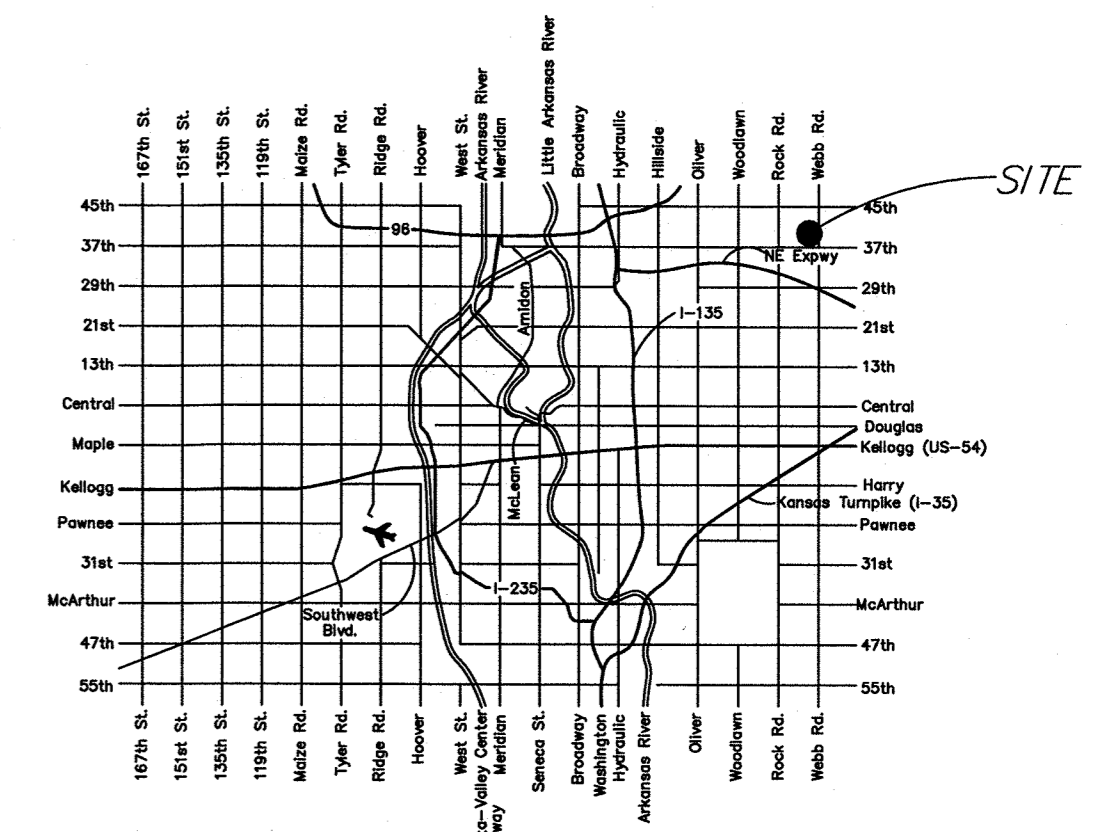 167th St.
151st St.
135th St.
119th St.
Maize Rd.
Tyler Rd.
Ridge Rd.
Hoover
West St.
Arkansas River
Meridian
Little Arkansas River
Broadway
Hydraulic
Hillside
Oliver
Woodlawn
Rock Rd.
Webb Rd.
SITE
45th
45th
96
37th
37th
NE Expwy
29th
29th
Amidon
I-135
21st
21st
13th
13th
Central
Central
Douglas
Maple
Kellogg (US-54)
McLean
Kellogg
Harry
Kansas Turnpike (I-35)
Pawnee
Pawnee
31st
31st
I-235
McArthur
McArthur
Southwest
Blvd.
47th
47th
55th
55th
167th St.
151st St.
135th St.
119th St.
Maize Rd.
Tyler Rd.
Ridge Rd.
Hoover
West St.
ka-Valley Center
way
Meridian
Seneca St.
Broadway
Washington
Hydraulic
Arkansas River
Oliver
Woodlawn
Rock Rd.
Webb Rd.